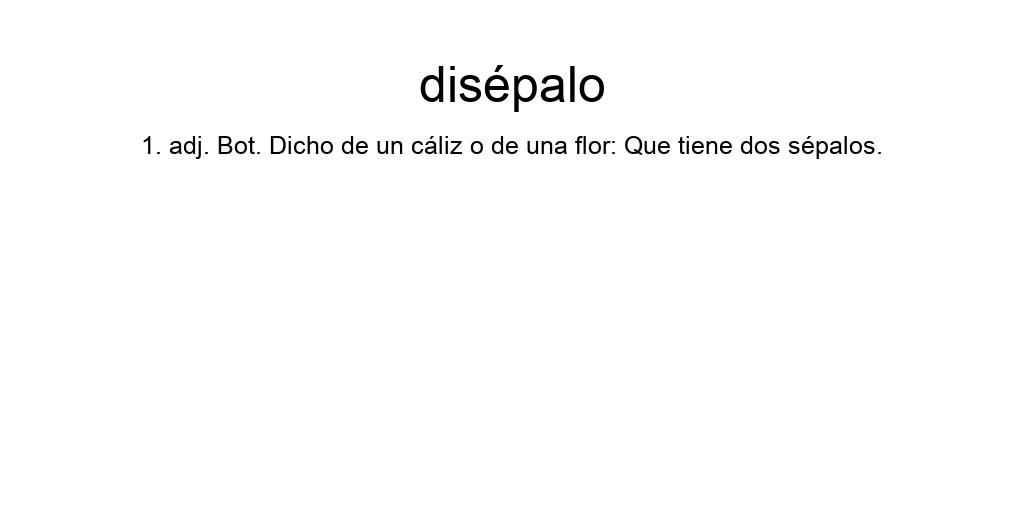 disépalo
1. adj. Bot. Dicho de un cáliz o de una flor: Que tiene dos sépalos.